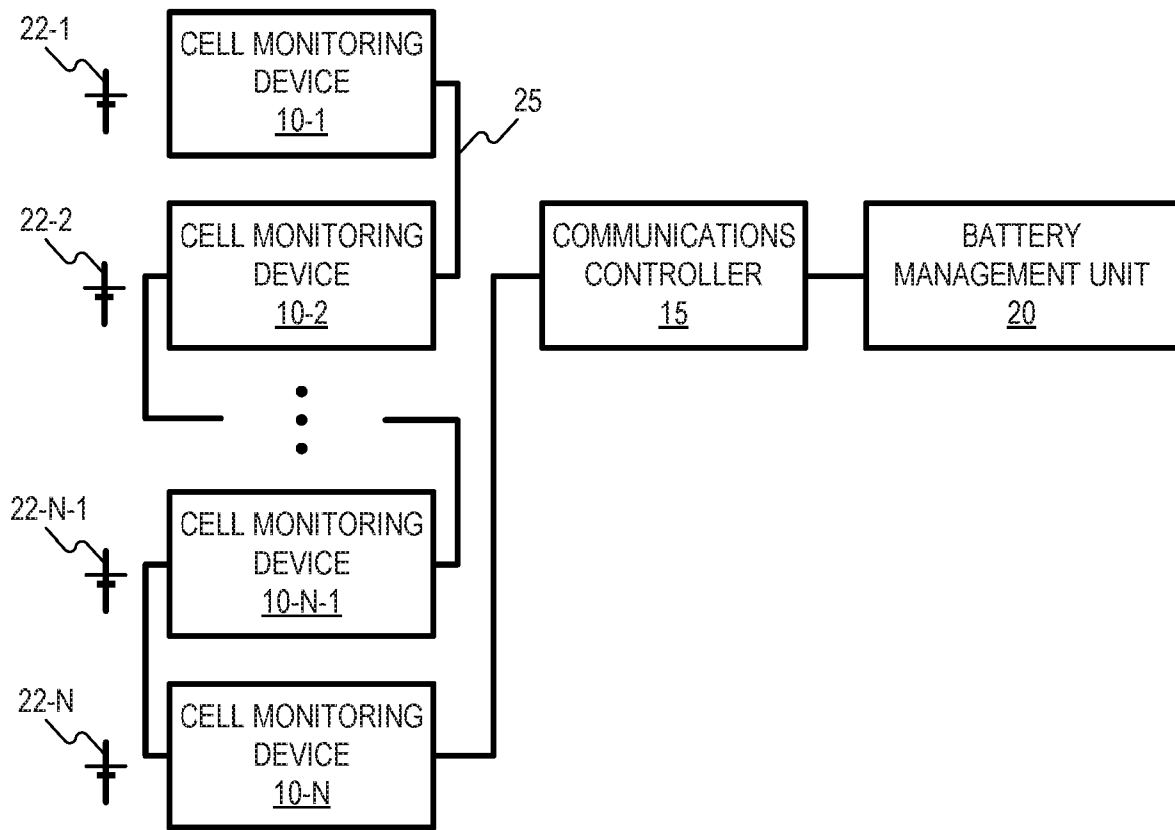 22-1
CELL MONITORING
DEVICE
10-1
25
22-2
CELL MONITORING
DEVICE
10-2
COMMUNICATIONS
CONTROLLER
15
BATTERY
MANAGEMENT UNIT
20
22-N-1
CELL MONITORING
DEVICE
10-N-1
22-N
CELL MONITORING
DEVICE
10-N